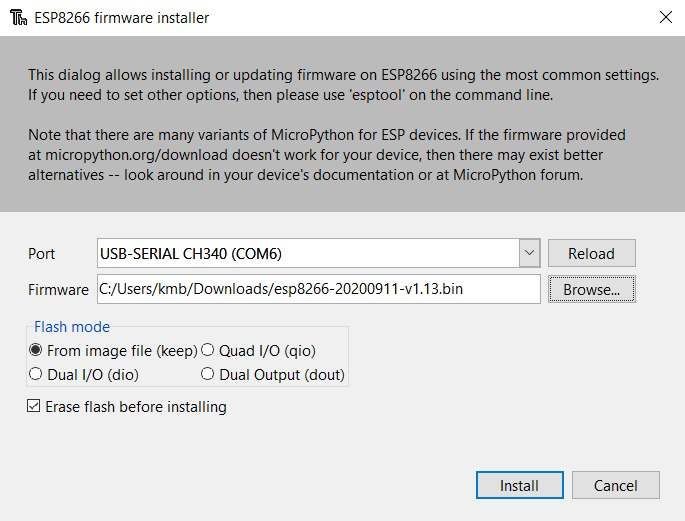 Th ESP8266 firmware installer
This dialog allows installing or updating firmware on ESP8266 using the most common settings.
If you need to set other options, then please use 'esptool' on the command line.
Note that there are many variants of MicroPython for ESP devices. If the firmware provided
at micropython.org/download doesn't work for your device, then there may exist better
alternatives -- look around in your device's documentation or at MicroPython forum.
Port USB-SERIAL CH340 (COM6) Reload
Firmware C:/Users/kmb/Downloads/esp8266-20200911-v1.13.bin Browse...
Flash mode
From image file (keep) Quad I/O (qio)
Dual I/O (dio) Dual Output (dout)
Erase flash before installing
Install Cancel